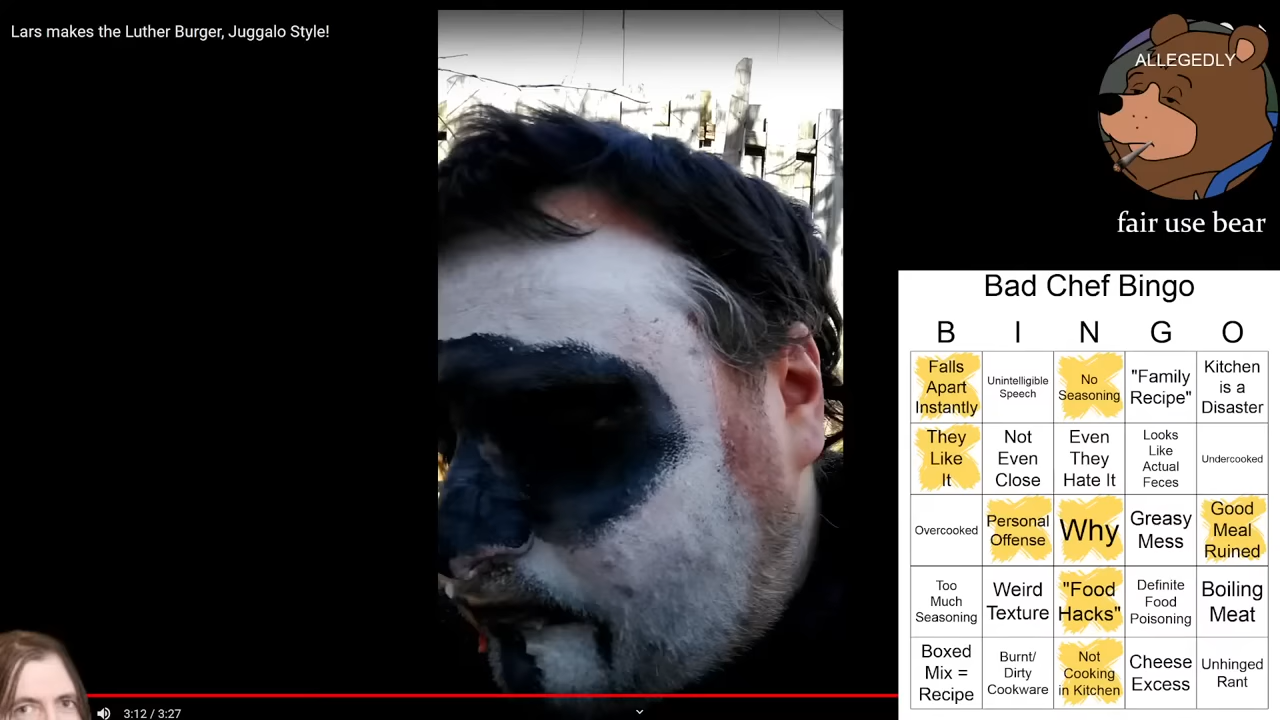 Lars makes the Luther Burger, Juggalo Style!
ALLEGEDLY
fair use bear
Bad Chef Bingo
B I N G O
Falls
Apart
Instantly
Unintelligible
Speech
No
Seasoning
"Family
Recipe"
Kitchen
is a
Disaster
They
Like
It
Not
Even
Close
Even
They
Hate It
Looks
Like
Actual
Feces
Undercooked
Overcooked
Personal
Offense
Why
Greasy
Mess
Good
Meal
Ruined
Too
Much
Seasoning
Weird
Texture
"Food
Hacks"
Definite
Food
Poisoning
Boiling
Meat
Boxed
Mix =
Recipe
Burnt/
Dirty
Cookware
Not
Cooking
in Kitchen
Cheese
Excess
Unhinged
Rant
3:12 / 3:27